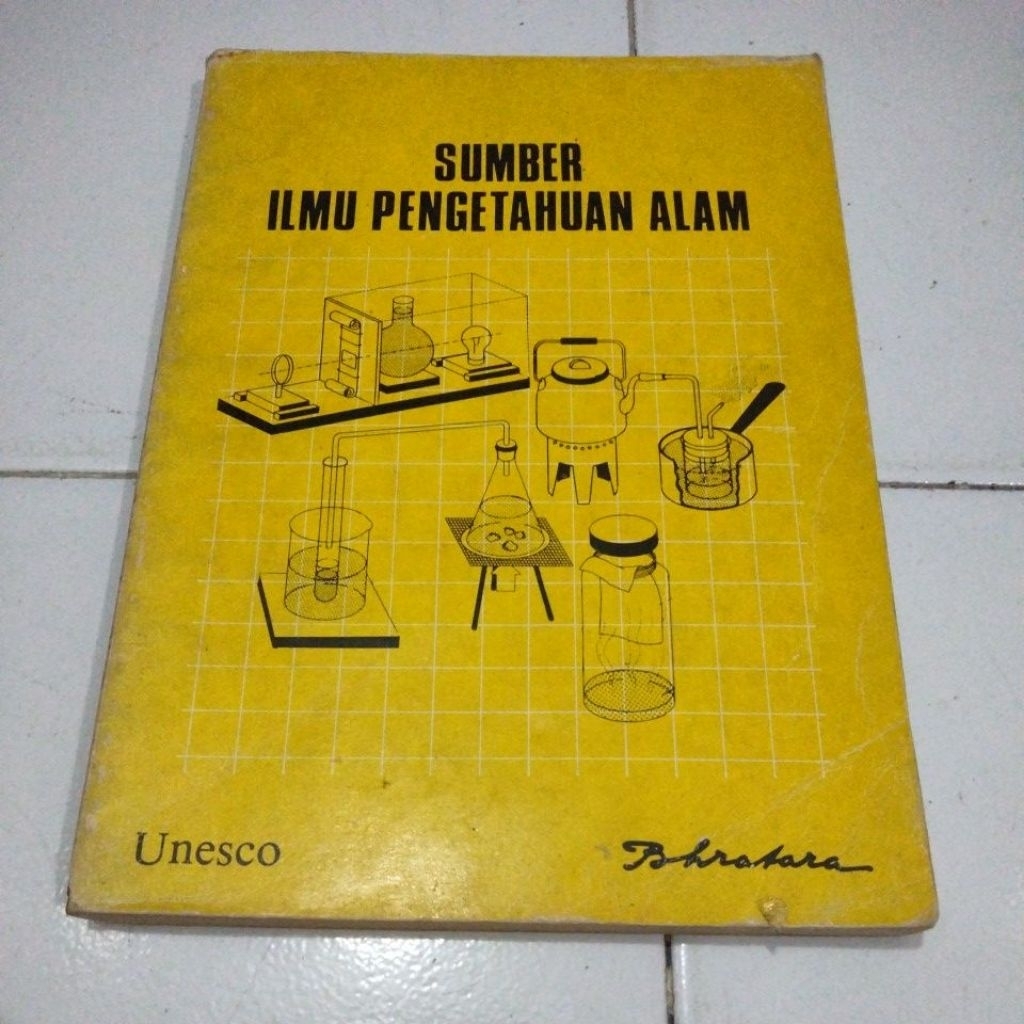 SUMBER
ILMU PENGETAHUAN ALAM
Unesco
Bhratara